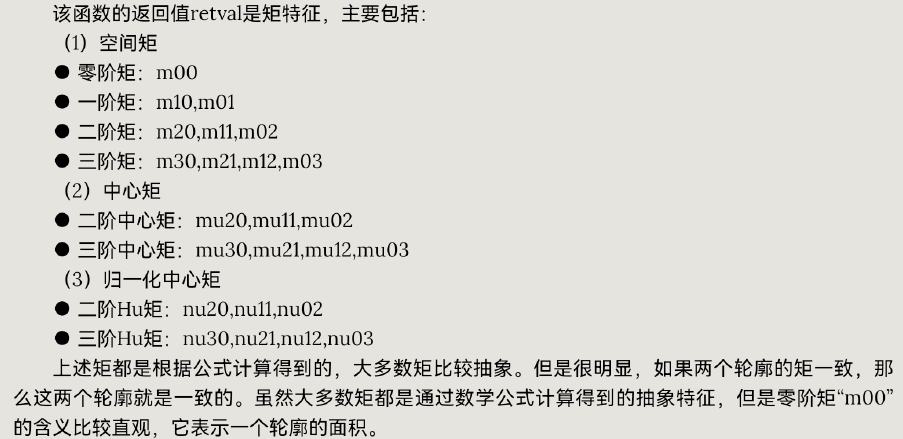 该函数的返回值retval是矩特征，主要包括：
（1）空间矩
● 零阶矩：m00
● 一阶矩：m10,m01
● 二阶矩：m20,m11,m02
● 三阶矩：m30,m21,m12,m03
（2）中心矩
● 二阶中心矩：mu20,mu11,mu02
● 三阶中心矩：mu30,mu21,mu12,mu03
（3）归一化中心矩
● 二阶Hu矩：nu20,nu11,nu02
● 三阶Hu矩：nu30,nu21,nu12,nu03
上述矩都是根据公式计算得到的，大多数矩比较抽象。但是很明显，如果两个轮廓的矩一致，那
么这两个轮廓就是一致的。虽然大多数矩都是通过数学公式计算得到的抽象特征，但是零阶矩“m00”
的含义比较直观，它表示一个轮廓的面积。